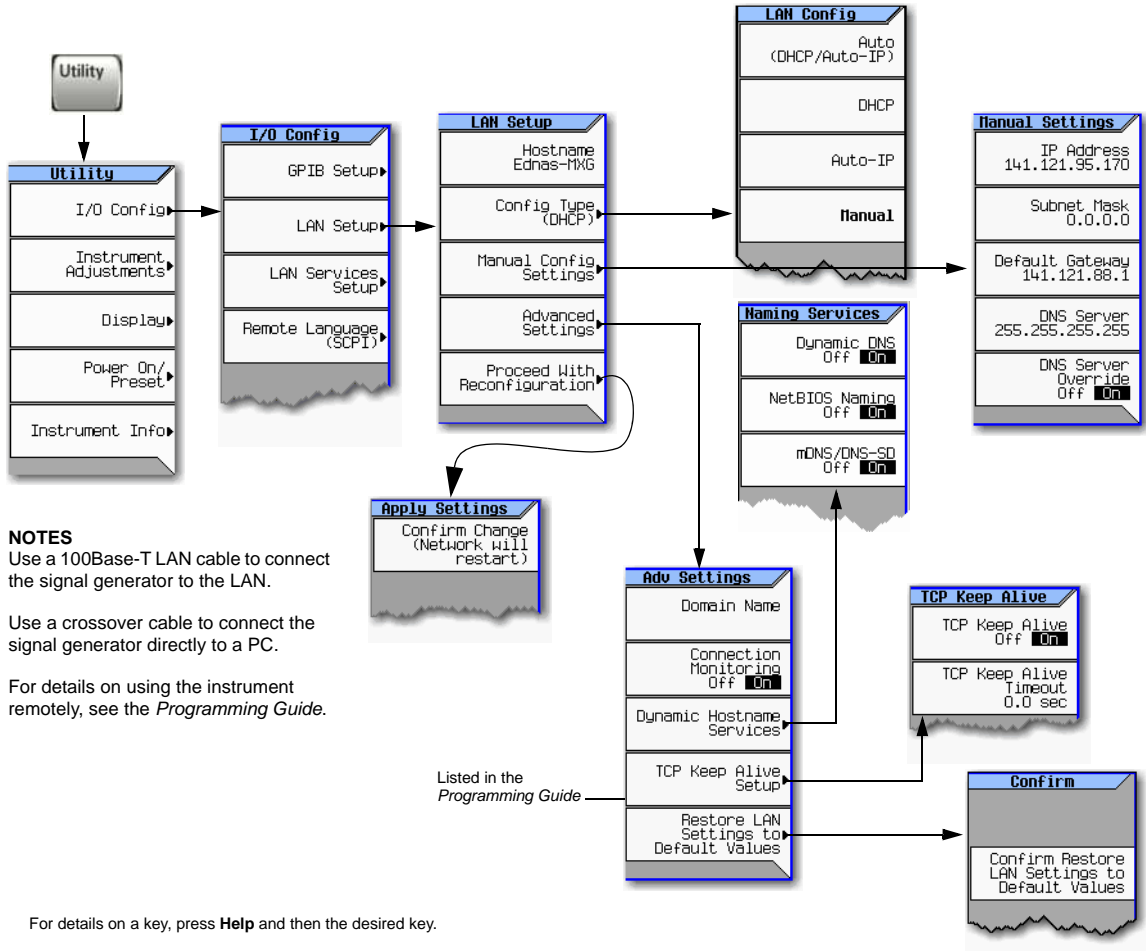 Utility
Utility
I/O Config
Instrument
Adjustments
Display
Power On/
Preset
Instrument Info
I/O Config
GPIB Setup
LAN Setup
LAN Services
Setup
Remote Language
(SCPI)
LAN Setup
Hostname
Ednas-MXG
Config Type
(DHCP)
Manual Config
Settings
Advanced
Settings
Proceed With
Reconfiguration
LAN Config
Auto
(DHCP/Auto-IP)
DHCP
Auto-IP
Manual
Manual Settings
IP Address
141.121.95.170
Subnet Mask
0.0.0.0
Default Gateway
141.121.88.1
DNS Server
255.255.255.255
DNS Server
Override
Off On
Naming Services
Dynamic DNS
Off On
NetBIOS Naming
Off On
mDNS/DNS-SD
Off On
Apply Settings
Confirm Change
(Network will
restart)
NOTES
Use a 100Base-T LAN cable to connect
the signal generator to the LAN.
Use a crossover cable to connect the
signal generator directly to a PC.
For details on using the instrument
remotely, see the Programming Guide.
Adv Settings
Domain Name
Connection
Monitoring
Off On
Dynamic Hostname
Services
TCP Keep Alive
Setup
Restore LAN
Settings to
Default Values
Listed in the
Programming Guide
TCP Keep Alive
TCP Keep Alive
Off On
TCP Keep Alive
Timeout
0.0 sec
Confirm
Confirm Restore
LAN Settings to
Default Values
For details on a key, press Help and then the desired key.